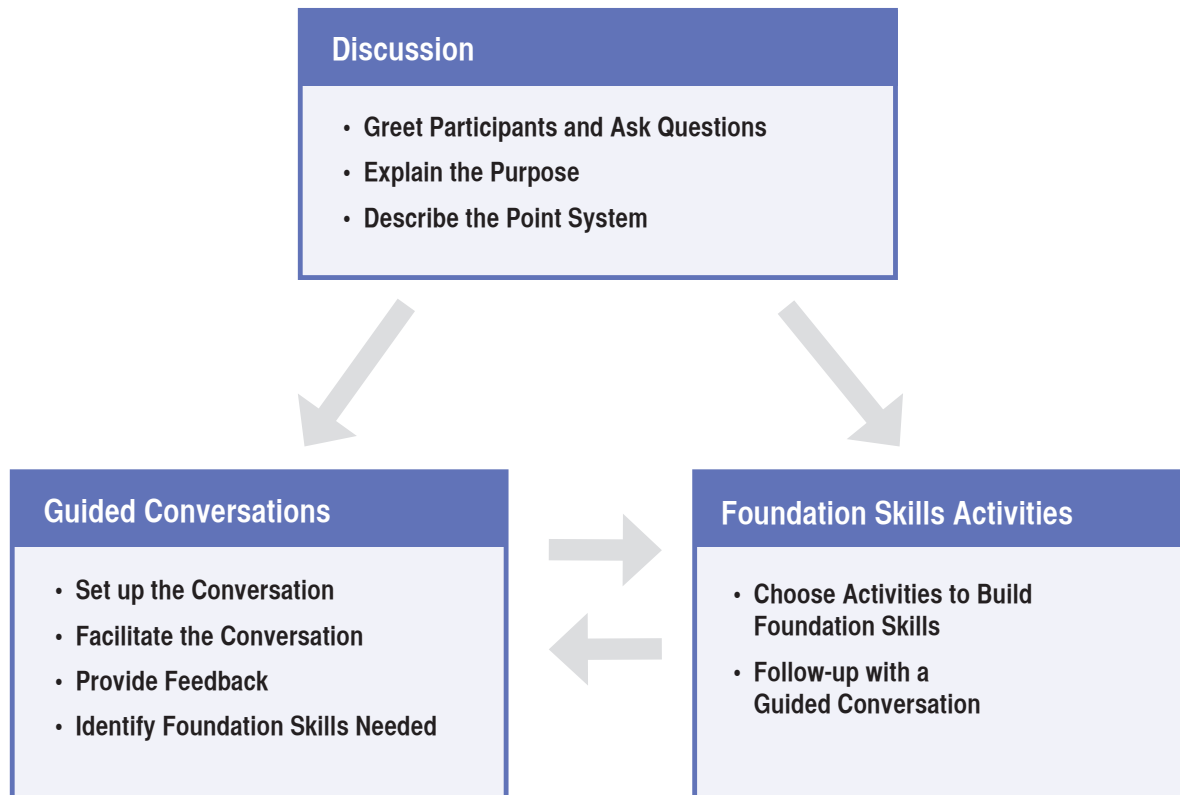 Discussion
• Greet Participants and Ask Questions
• Explain the Purpose
• Describe the Point System
Guided Conversations
• Set up the Conversation
• Facilitate the Conversation
• Provide Feedback
• Identify Foundation Skills Needed
Foundation Skills Activities
• Choose Activities to Build
Foundation Skills
• Follow-up with a
Guided Conversation